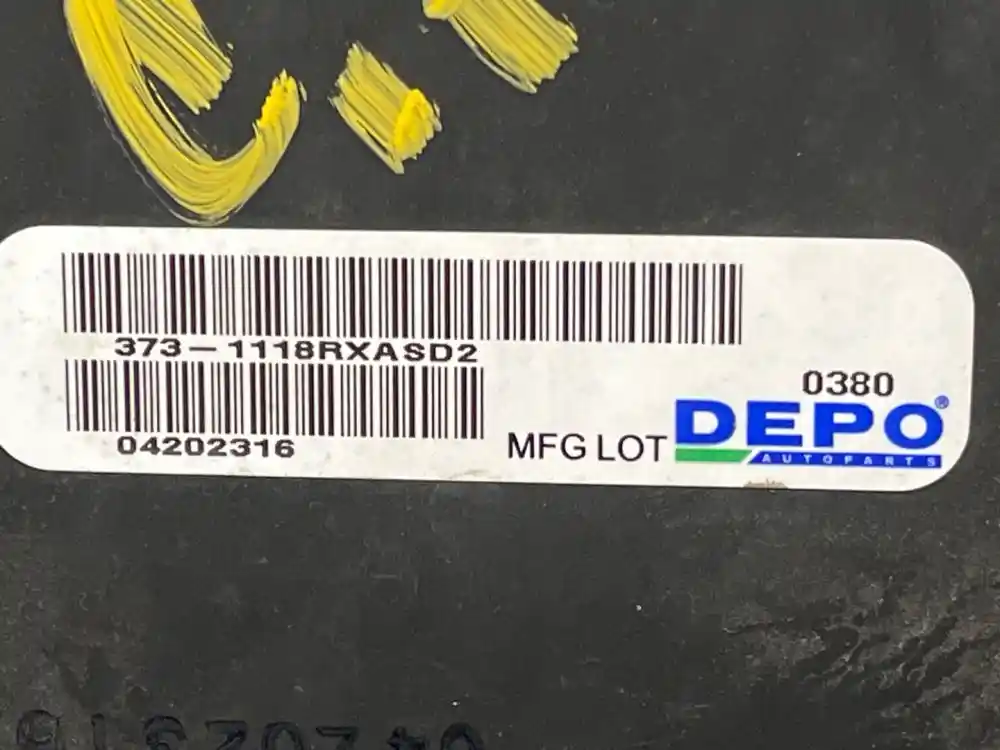 373-1118RXASD2
04202316
0380
MFG LOT DEPO®
AUTOPARTS